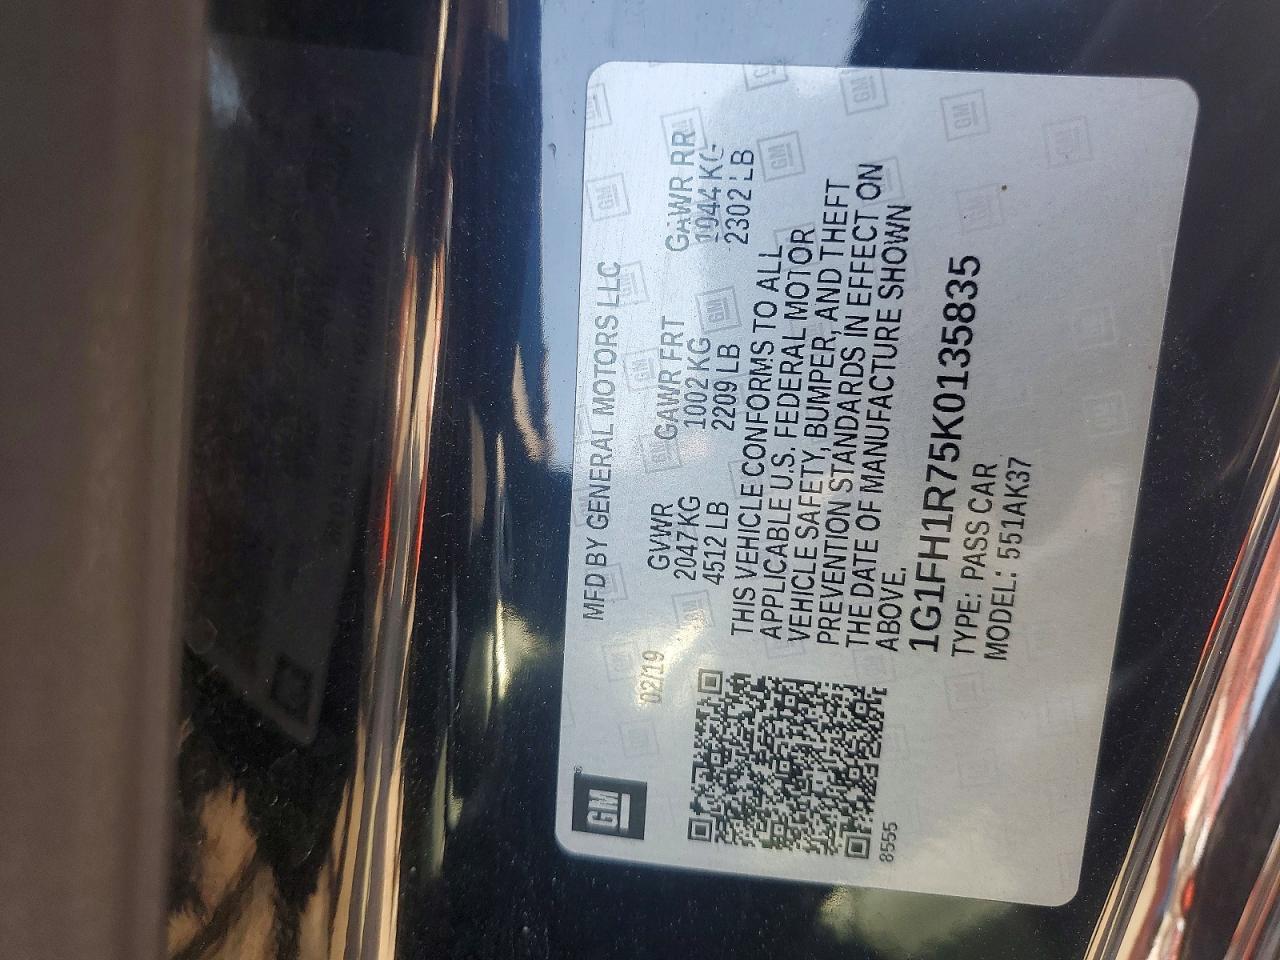 GM
MFD BY GENERAL MOTORS LLC
02/19 GVWR GAWR FRT GAWR RR
2047 KG 1002 KG 1044 KG
4512 LB 2209 LB 2302 LB
THIS VEHICLE CONFORMS TO ALL
APPLICABLE U.S. FEDERAL MOTOR
VEHICLE SAFETY, BUMPER, AND THEFT
PREVENTION STANDARDS IN EFFECT ON
THE DATE OF MANUFACTURE SHOWN
ABOVE.
1G1FH1R75K0135835
TYPE: PASS CAR
MODEL: 551AK37
8555